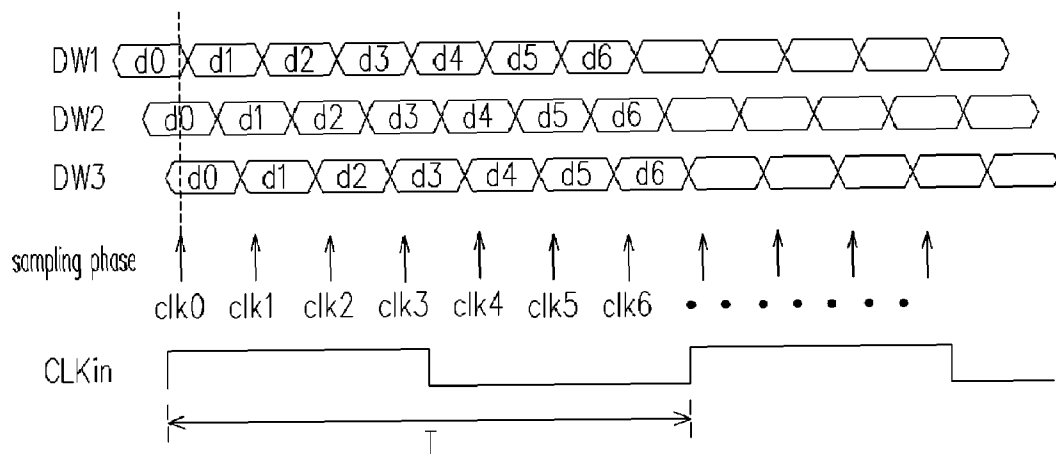 DW1 d0 d1 d2 d3 d4 d5 d6
DW2 d0 d1 d2 d3 d4 d5 d6
DW3 d0 d1 d2 d3 d4 d5 d6
sampling phase
clk0 clk1 clk2 clk3 clk4 clk5 clk6 • • • • • • •
CLKin
T